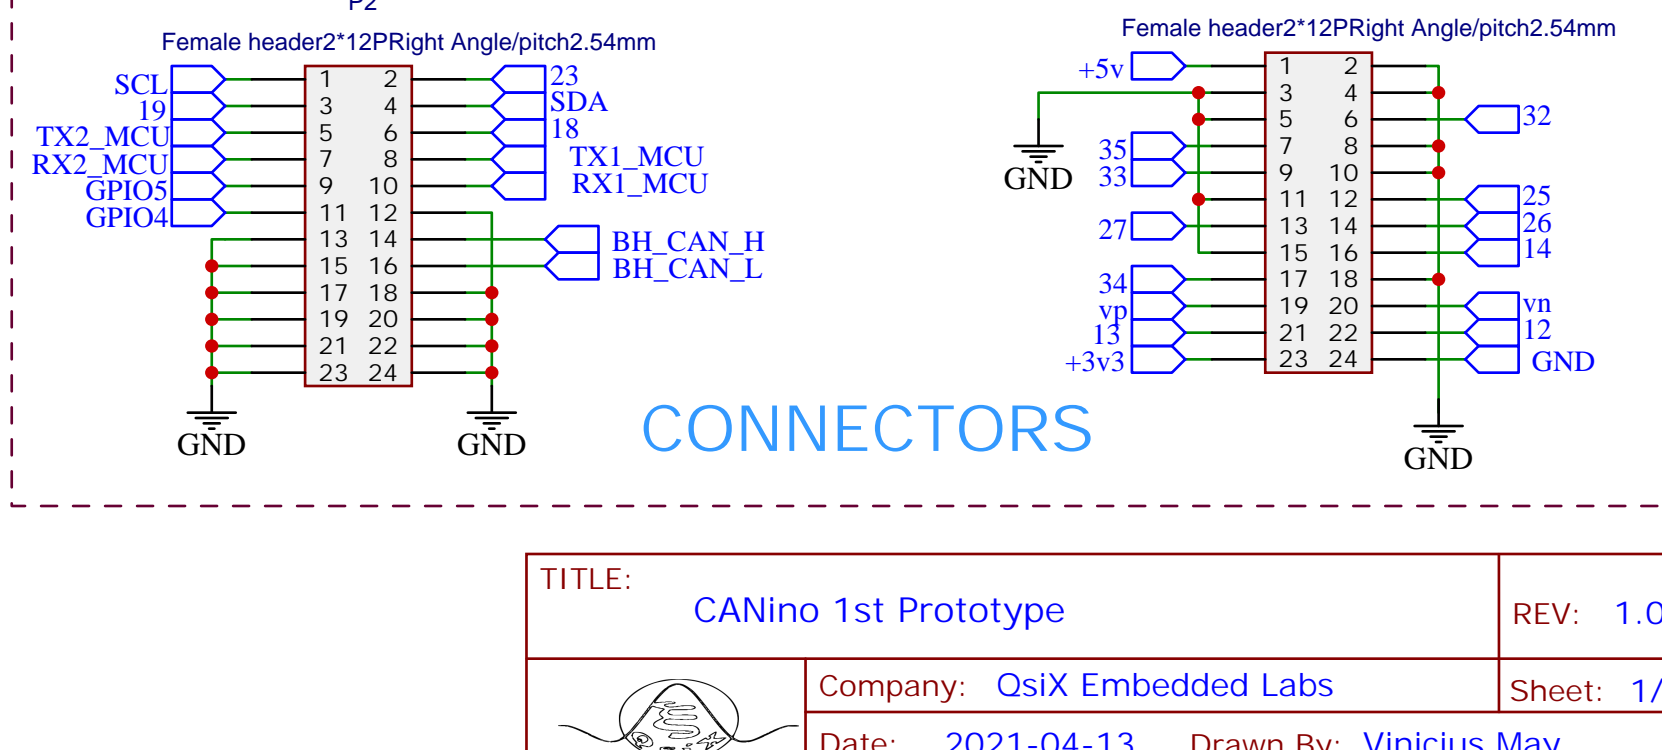 P2
Female header2*12PRight Angle/pitch2.54mm
SCL 1 2 23
19 3 4 SDA
TX2_MCU 5 6 18
RX2_MCU 7 8 TX1_MCU
GPIO5 9 10 RX1_MCU
GPIO4 11 12
13 14 BH_CAN_H
15 16 BH_CAN_L
17 18
19 20
21 22
23 24
GND GND
Female header2*12PRight Angle/pitch2.54mm
+5v 1 2
3 4
5 6 32
GND
35 7 8
33 9 10
11 12 25
27 13 14 26
15 16 14
34 17 18
vp 19 20 vn
13 21 22 12
+3v3 23 24 GND
GND
CONNECTORS
TITLE:
CANino 1st Prototype
REV: 1.0
Company: QsiX Embedded Labs
Sheet: 1/
Date: 2021-04-13 Drawn By: Vinicius May